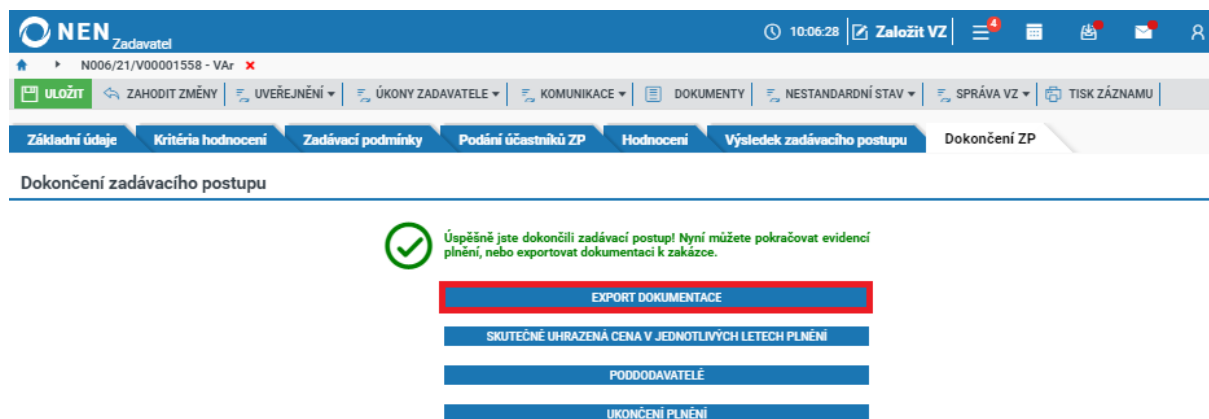 NEN Zadavatel 10:06:28 Založit VZ 4
N006/21/V00001558 - VAr
ULOŽIT ZAHODIT ZMĚNY UVEŘEJNĚNÍ ÚKONY ZADAVATELE KOMUNIKACE DOKUMENTY NESTANDARDNÍ STAV SPRÁVA VZ TISK ZÁZNAMU
Základní údaje Kritéria hodnocení Zadávací podmínky Podání účastníků ZP Hodnocení Výsledek zadávacího postupu Dokončení ZP
Dokončení zadávacího postupu
Úspěšně jste dokončili zadávací postup! Nyní můžete pokračovat evidencí
plnění, nebo exportovat dokumentaci k zakázce.
EXPORT DOKUMENTACE
SKUTEČNĚ UHRAZENÁ CENA V JEDNOTLIVÝCH LETECH PLNĚNÍ
PODDODAVATELÉ
UKONČENÍ PLNĚNÍ